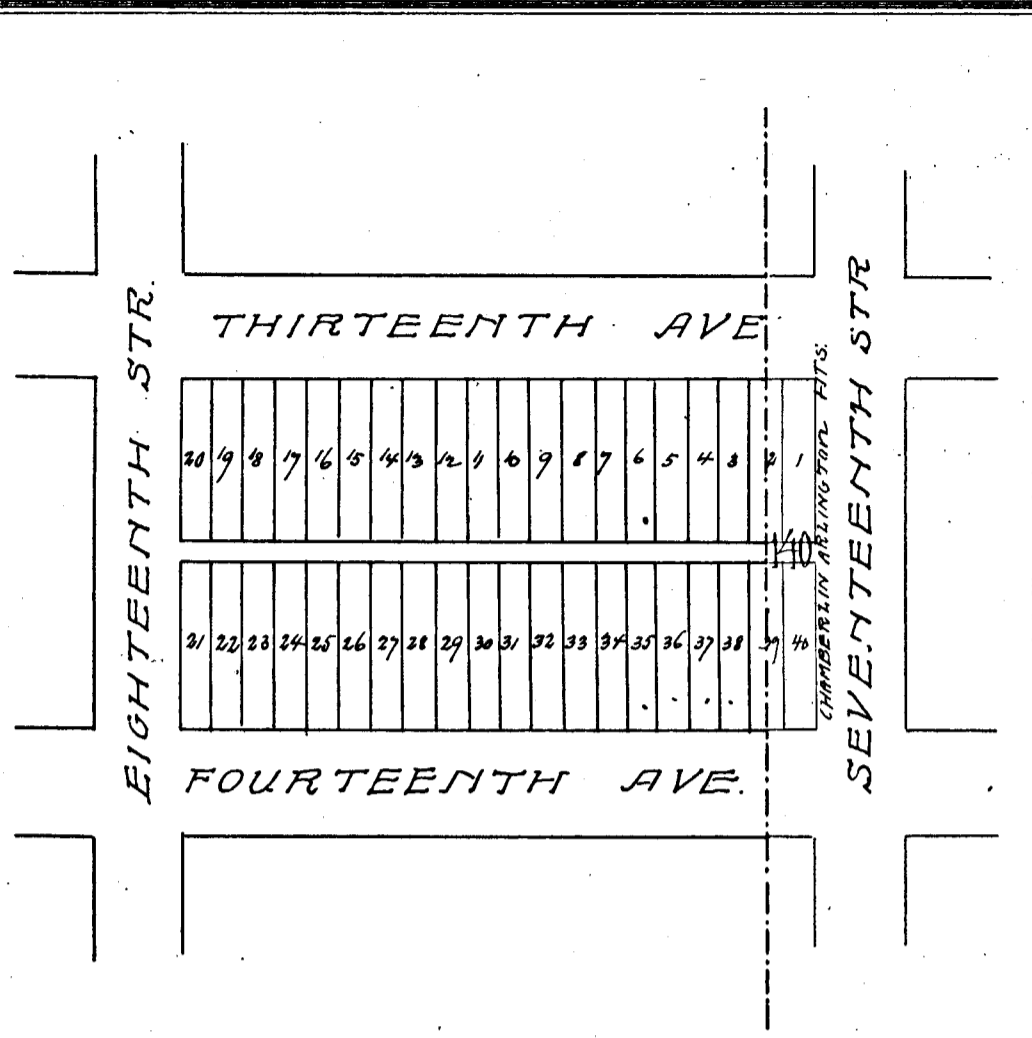 THIRTEENTH AVE
EIGHTEENTH STR.
SEVENTEENTH STR
CHAMBERLIN ARLINGTON HTS.
20 19 18 17 16 15 14 13 12 11 10 9 8 7 6 5 4 3 2 1
140
21 22 23 24 25 26 27 28 29 30 31 32 33 34 35 36 37 38 39 40
FOURTEENTH AVE.